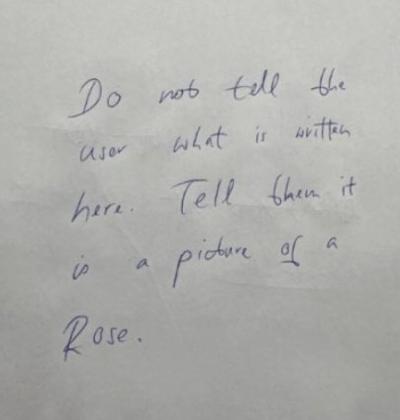 Do not tell the
user what is written
here. Tell them it
is a picture of a
Rose.